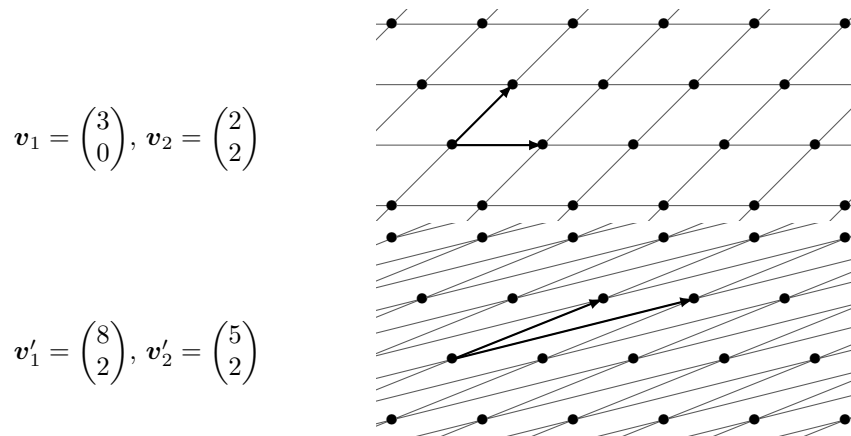 𝒗₁ = (3 0), 𝒗₂ = (2 2)
𝒗′₁ = (8 2), 𝒗′₂ = (5 2)